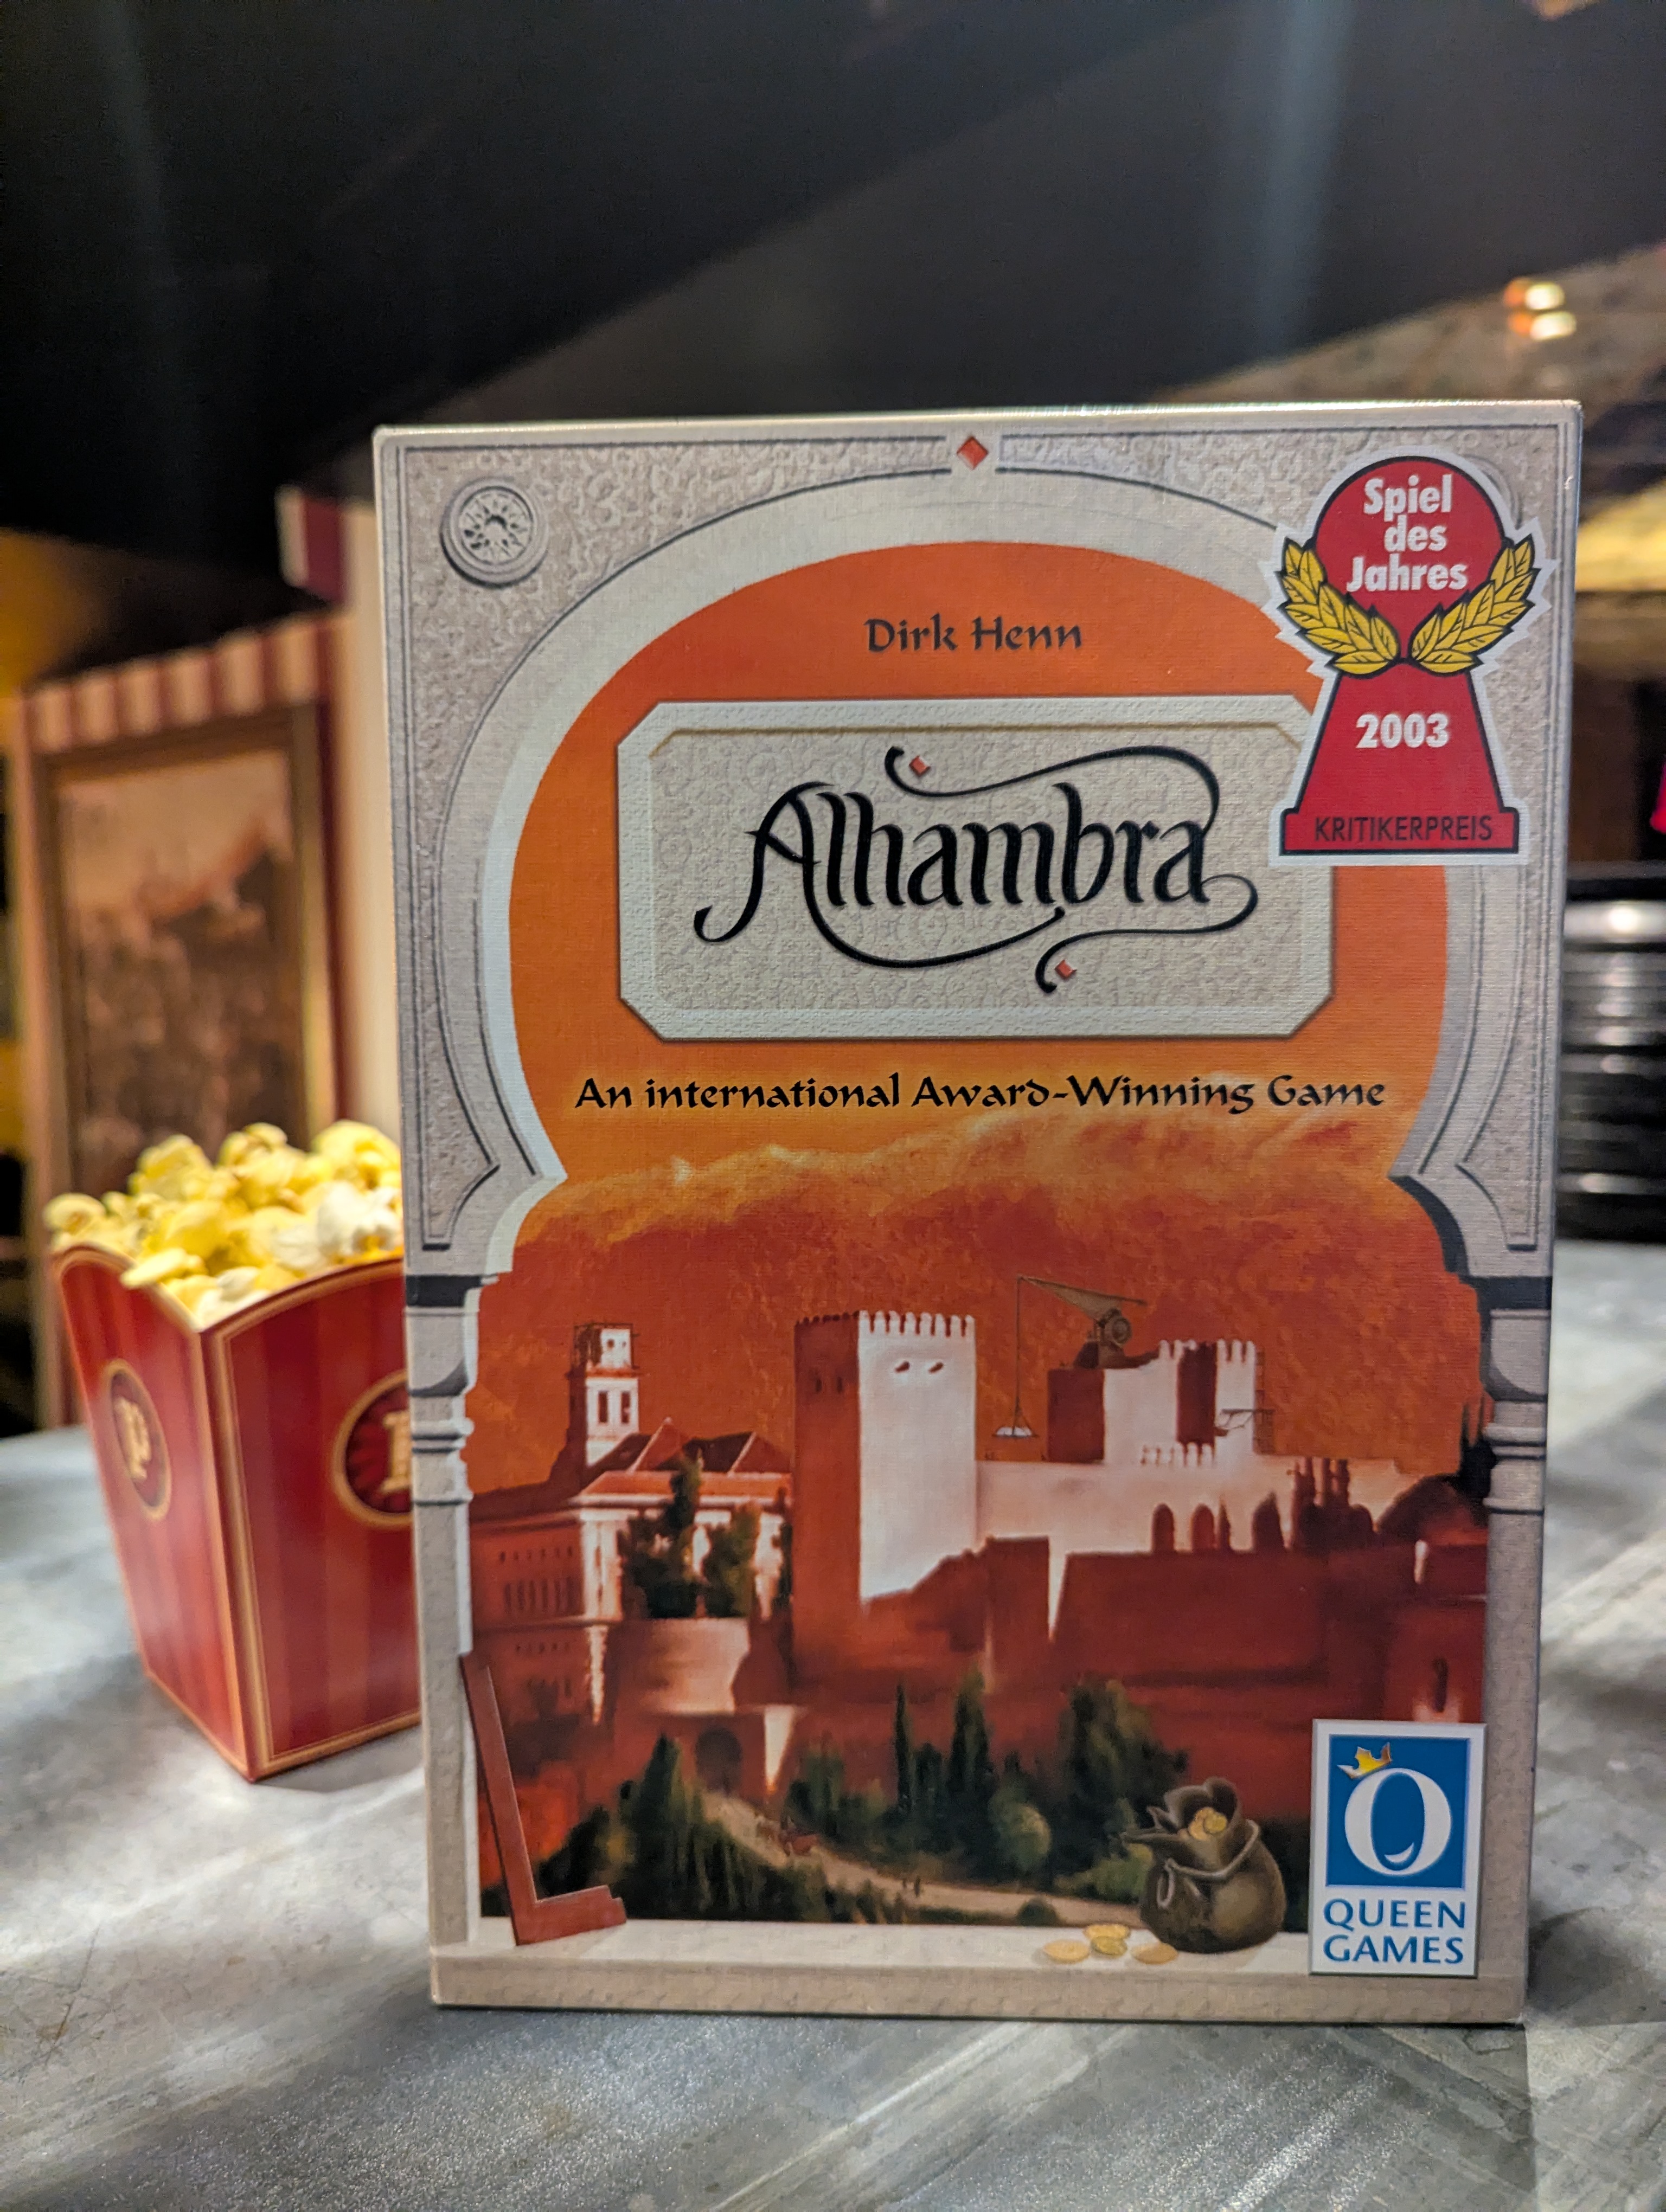 Spiel
des
Jahres
Dirk Henn
2003
KRITIKERPREIS
Alhambra
An international Award-Winning Game
P
QUEEN
GAMES